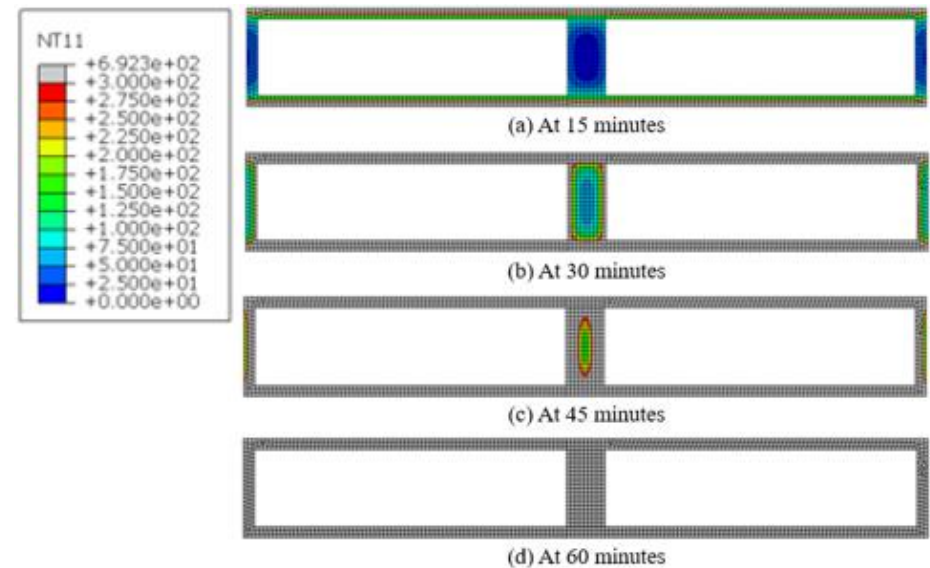 NT11
+6.923e+02
+3.000e+02
+2.750e+02
+2.500e+02
+2.250e+02
+2.000e+02
+1.750e+02
+1.500e+02
+1.250e+02
+1.000e+02
+7.500e+01
+5.000e+01
+2.500e+01
+0.000e+00
(a) At 15 minutes
(b) At 30 minutes
(c) At 45 minutes
(d) At 60 minutes